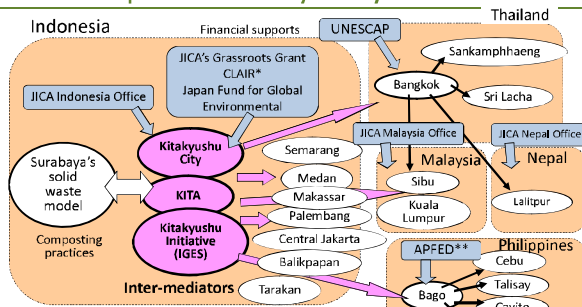 Thailand
Indonesia
Financial supports
UNESCAP
Sankamphhaeng
JICA's Grassroots Grant
CLAIR*
Japan Fund for Global
Environmental
Bangkok
JICA Indonesia Office
Sri Lacha
Kitakyushu
City
Semarang
JICA Malaysia Office
JICA Nepal Office
Surabaya's
solid
waste
model
Malaysia
Nepal
Medan
Sibu
KITA
Makassar
Lalitpur
Palembang
Kuala
Lumpur
Composting
practices
Kitakyushu
Initiative
(IGES)
Central Jakarta
APFED**
Philippines
Cebu
Balikpapan
Inter-mediators
Tarakan
Bago
Talisay
Cavite